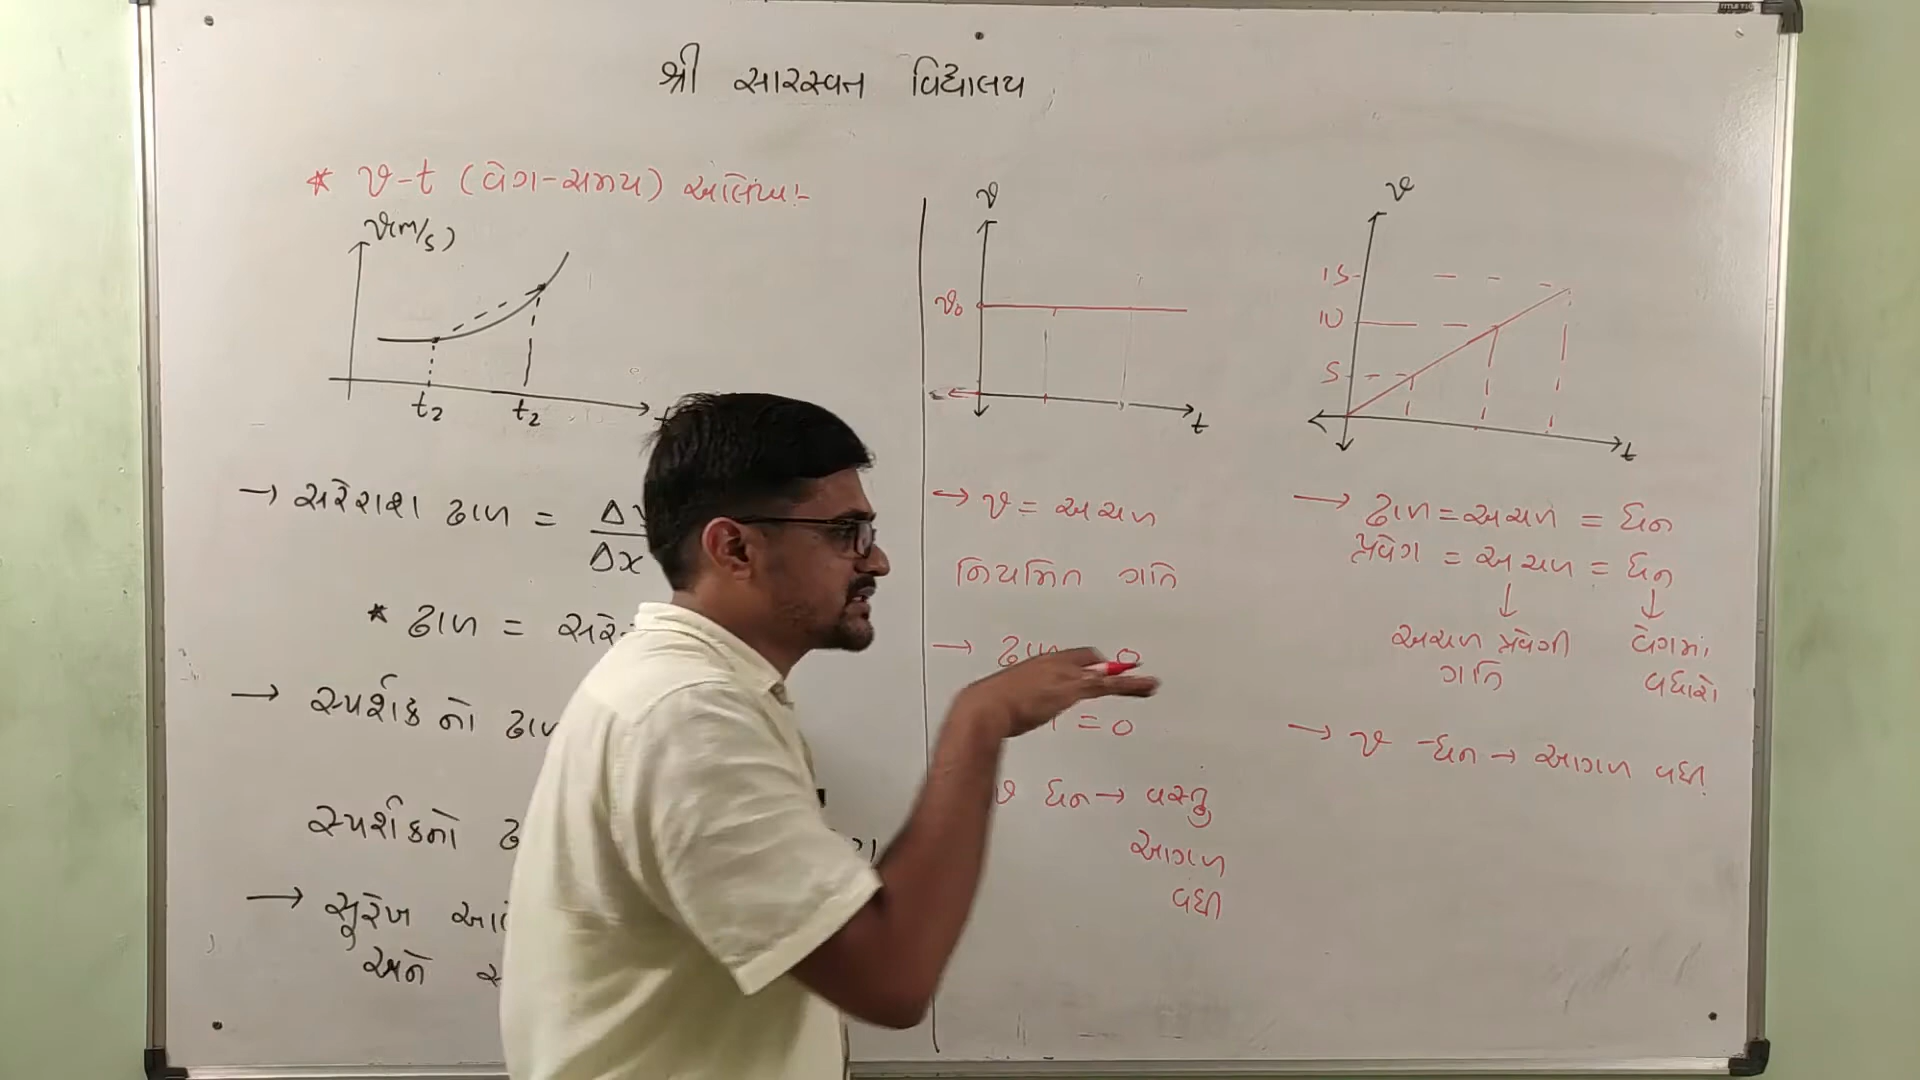 શ્રી સારસ્વત વિદ્યાલય
* v-t (વેગ-સમય) આલેખ:-
v(m/s)
t₂ t₂
→ સરેરાશ ઢાળ = Δv/Δx
* ઢાળ =
→ સ્પર્શક નો ઢાળ
સ્પર્શકનો
→ સુરેખ
અને
v
v₀
t
→ v = અચળ
નિયમિત ગતિ
→ ઢાળ = 0
= 0
v ધન → વસ્તુ
આગળ
વધી
v
15
10
5
t
→ ઢાળ = અચળ = ધન
પ્રવેગ = અચળ = ધન
↓ ↓
અચળ પ્રવેગી વેગમાં
ગતિ વધારો
→ v - ધન → આગળ વધી